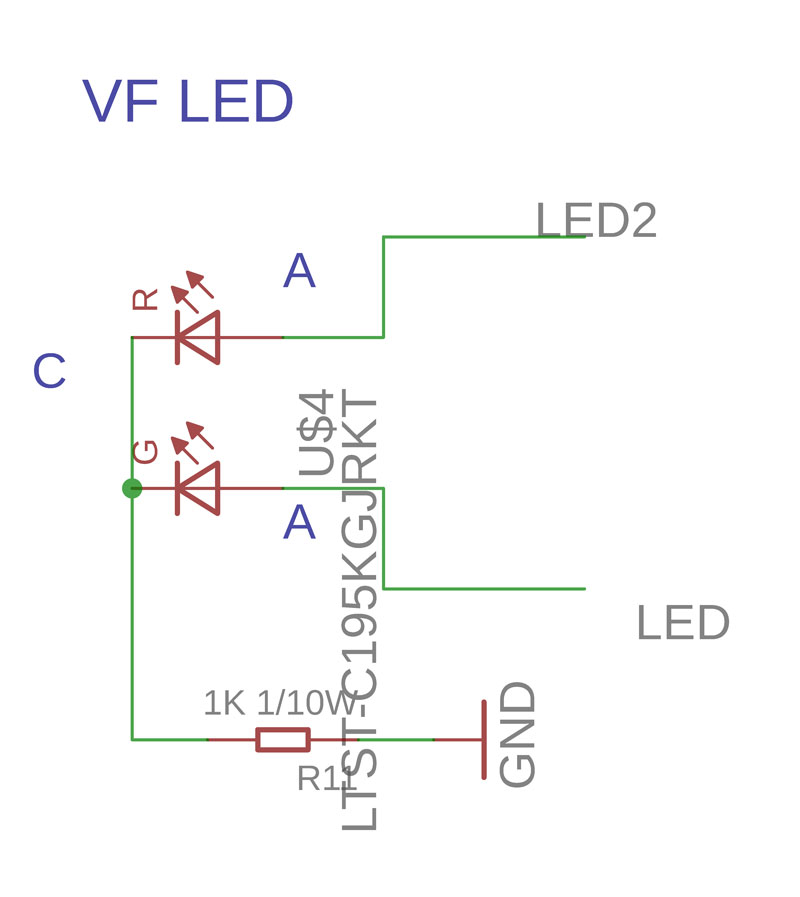 VF LED
LED2
A
R
C
G
U$4
LTST-C195KGJRKT
A
LED
1K 1/10W
GND
R11